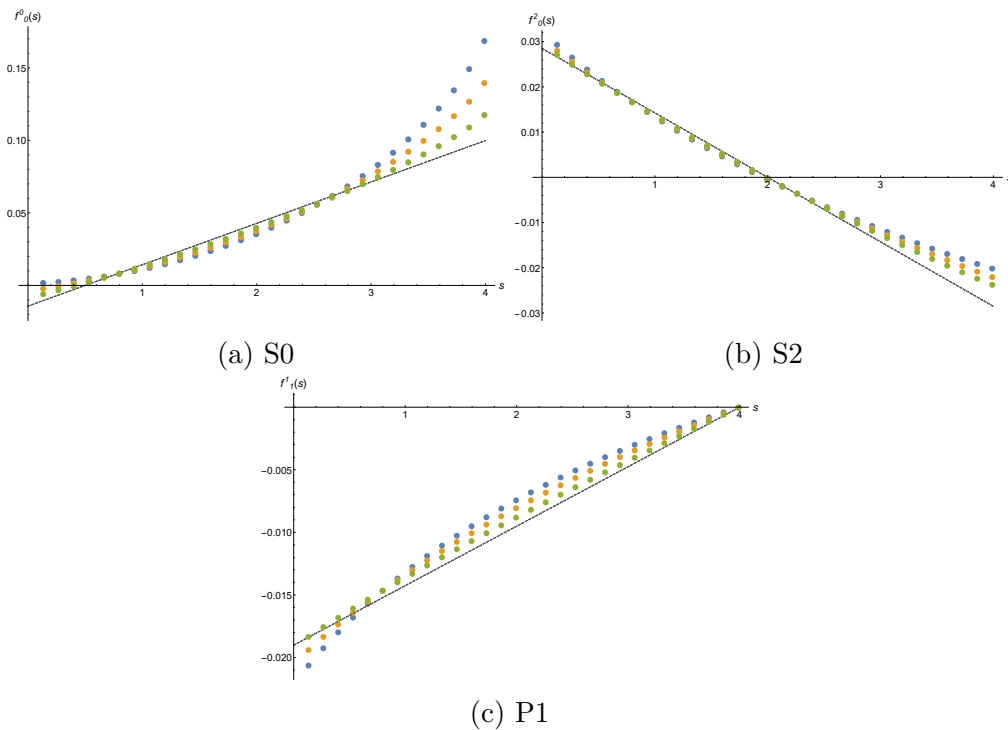 f⁰₀(s)
0.15
0.10
0.05
1 2 3 4 s
(a) S0
f²₀(s)
0.03
0.02
0.01
1 2 3 4
-0.01
-0.02
-0.03
(b) S2
f¹₁(s)
1 2 3 4 s
-0.005
-0.010
-0.015
-0.020
(c) P1